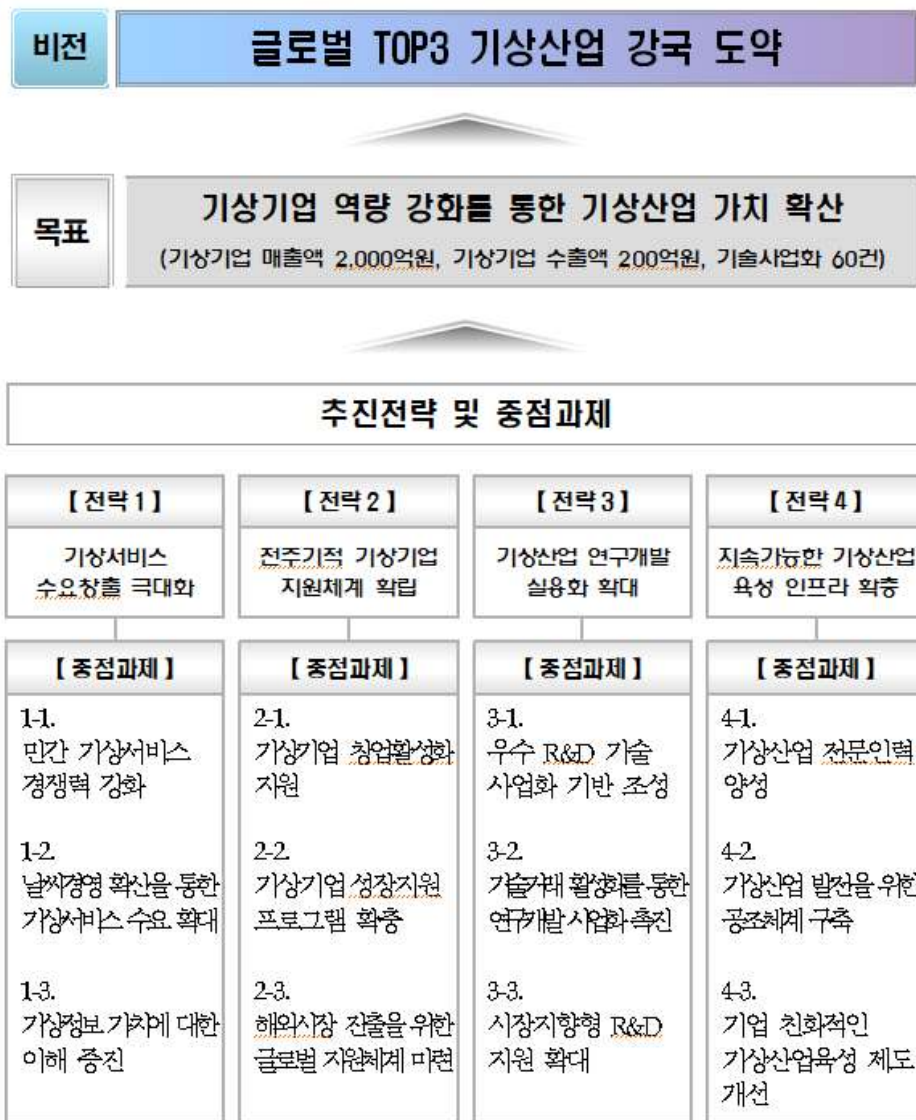 비전
글로벌 TOP3 기상산업 강국 도약
목표
기상기업 역량 강화를 통한 기상산업 가치 확산
(기상기업 매출액 2,000억원, 기상기업 수출액 200억원, 기술사업화 60건)
추진전략 및 중점과제
【전략1】
기상서비스
수요창출 극대화
【중점과제】
1-1.
민간 기상서비스
경쟁력 강화
1-2.
날씨경영 확산을 통한
기상서비스 수요 확대
1-3.
기상정보 가치에 대한
이해 증진
【전략2】
전주기적 기상기업
지원체계 확립
【중점과제】
2-1.
기상기업 창업활성화
지원
2-2.
기상기업 성장지원
프로그램 확충
2-3.
해외시장 진출을 위한
글로벌 지원체계 마련
【전략3】
기상산업 연구개발
실용화 확대
【중점과제】
3-1.
우수 R&D 기술
사업화 기반 조성
3-2.
기술거래 활성화를 통한
연구개발 사업화 촉진
3-3.
시장지향형 R&D
지원 확대
【전략4】
지속가능한 기상산업
육성 인프라 확충
【중점과제】
4-1.
기상산업 전문인력
양성
4-2.
기상산업 발전을 위한
공조체계 구축
4-3.
기업 친화적인
기상산업육성 제도
개선